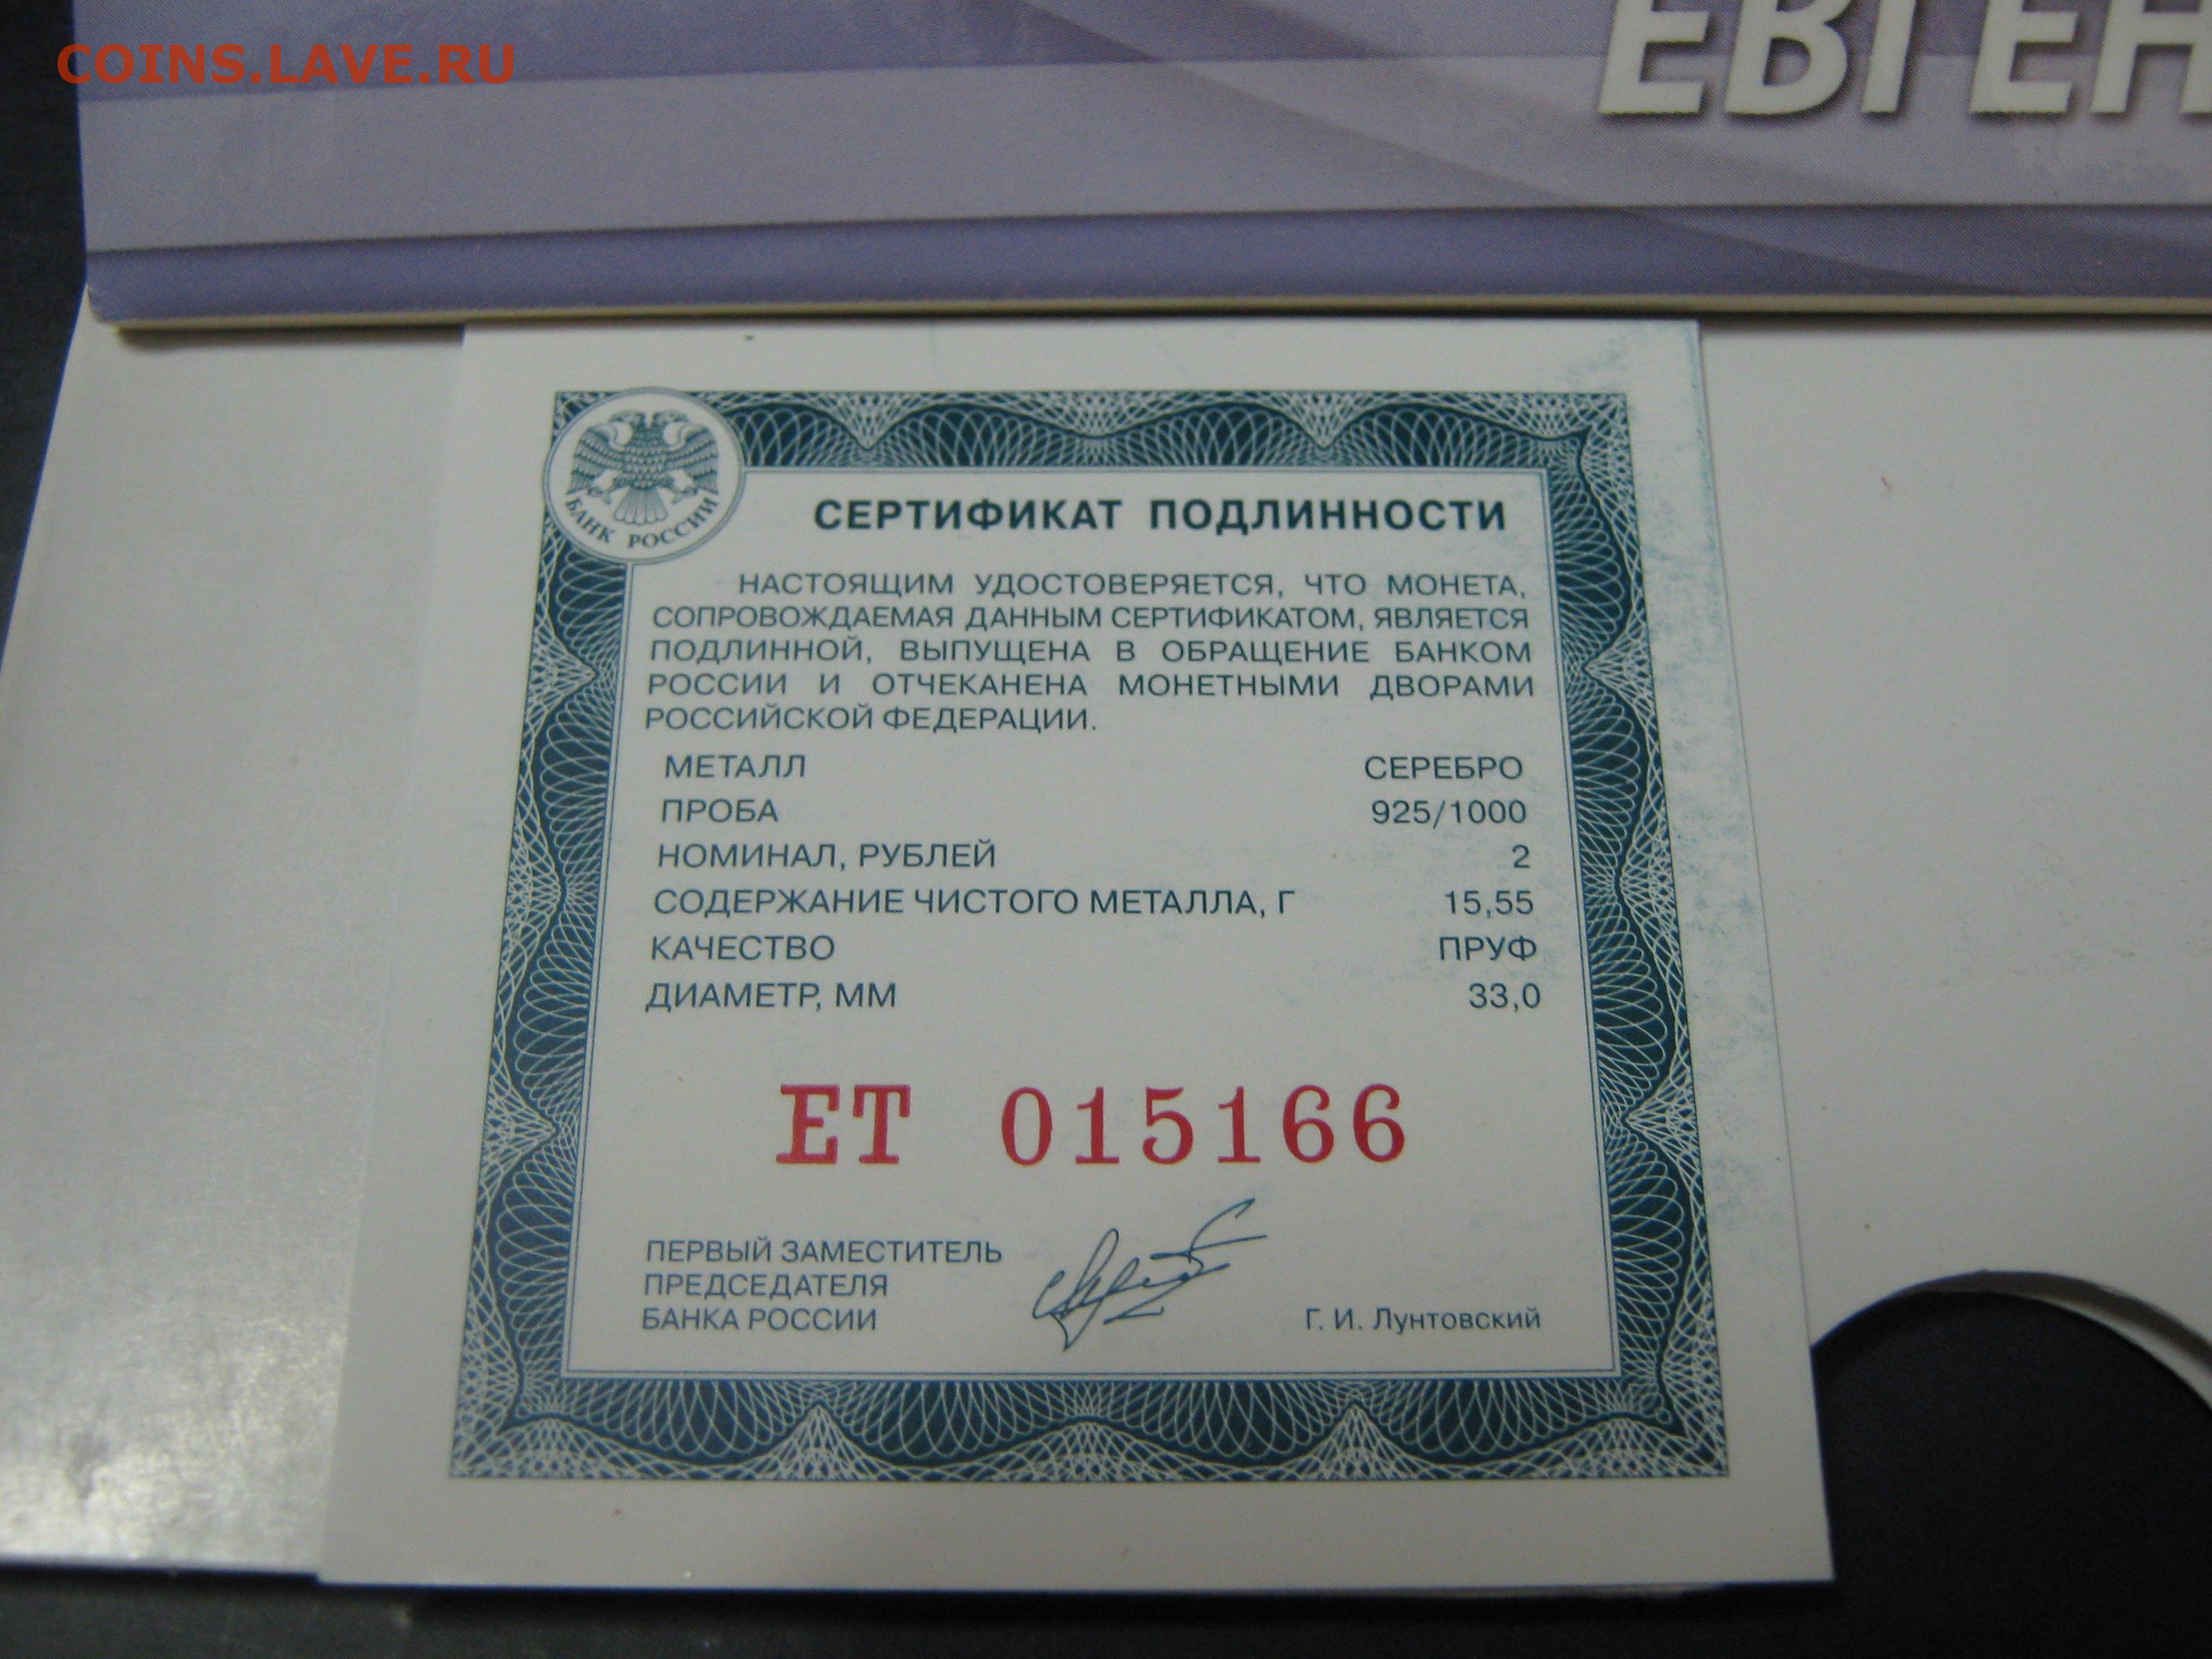 COINS.LAVE.RU
ЕВГЕН
БАНК РОССИИ
СЕРТИФИКАТ ПОДЛИННОСТИ
НАСТОЯЩИМ УДОСТОВЕРЯЕТСЯ, ЧТО МОНЕТА,
СОПРОВОЖДАЕМАЯ ДАННЫМ СЕРТИФИКАТОМ, ЯВЛЯЕТСЯ
ПОДЛИННОЙ, ВЫПУЩЕНА В ОБРАЩЕНИЕ БАНКОМ
РОССИИ И ОТЧЕКАНЕНА МОНЕТНЫМИ ДВОРАМИ
РОССИЙСКОЙ ФЕДЕРАЦИИ.
МЕТАЛЛ СЕРЕБРО
ПРОБА 925/1000
НОМИНАЛ, РУБЛЕЙ 2
СОДЕРЖАНИЕ ЧИСТОГО МЕТАЛЛА, Г 15,55
КАЧЕСТВО ПРУФ
ДИАМЕТР, ММ 33,0
ЕТ 015166
ПЕРВЫЙ ЗАМЕСТИТЕЛЬ
ПРЕДСЕДАТЕЛЯ
БАНКА РОССИИ Г. И. Лунтовский